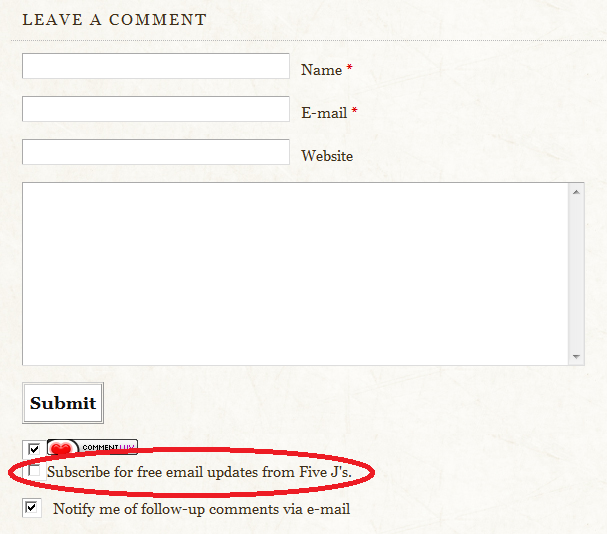 LEAVE A COMMENT
Name *
E-mail *
Website
Submit
COMMENTLUV
Subscribe for free email updates from Five J's.
Notify me of follow-up comments via e-mail